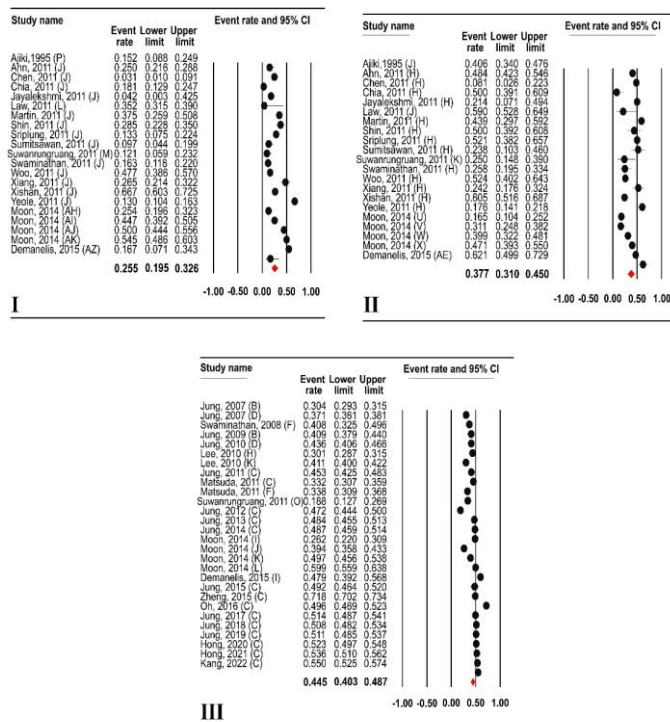 Study name
Event rate and 95% CI
Event rate Lower limit Upper limit
Ajiki,1995 (P) 0.152 0.088 0.249
Ahn, 2011 (J) 0.250 0.216 0.288
Chen, 2011 (J) 0.031 0.010 0.091
Chia, 2011 (J) 0.181 0.129 0.247
Jayalekshmi, 2011 (J) 0.042 0.003 0.425
Law, 2011 (L) 0.352 0.315 0.390
Martin, 2011 (J) 0.375 0.259 0.508
Shin, 2011 (J) 0.285 0.228 0.350
Sriplung, 2011 (J) 0.133 0.075 0.224
Sumitsawan, 2011 (J) 0.097 0.044 0.199
Suwanrungruang, 2011 (M) 0.121 0.059 0.232
Swaminathan, 2011 (J) 0.163 0.118 0.220
Woo, 2011 (J) 0.477 0.386 0.570
Xiang, 2011 (J) 0.265 0.214 0.322
Xishan, 2011 (J) 0.667 0.603 0.725
Yeole, 2011 (J) 0.130 0.104 0.163
Moon, 2014 (AH) 0.254 0.196 0.323
Moon, 2014 (AI) 0.447 0.392 0.505
Moon, 2014 (AJ) 0.500 0.444 0.556
Moon, 2014 (AK) 0.545 0.486 0.603
Demanelis, 2015 (AZ) 0.167 0.071 0.343
0.255 0.195 0.326
-1.00 -0.50 0.00 0.50 1.00
I
Study name
Event rate and 95% CI
Event rate Lower limit Upper limit
Ajiki,1995 (J) 0.406 0.340 0.476
Ahn, 2011 (H) 0.484 0.423 0.546
Chen, 2011 (H) 0.081 0.026 0.223
Chia, 2011 (H) 0.500 0.391 0.609
Jayalekshmi, 2011 (H) 0.214 0.071 0.494
Law, 2011 (J) 0.590 0.528 0.649
Martin, 2011 (H) 0.439 0.297 0.592
Shin, 2011 (H) 0.500 0.392 0.608
Sriplung, 2011 (H) 0.521 0.382 0.657
Sumitsawan, 2011 (H) 0.238 0.103 0.460
Suwanrungruang, 2011 (K) 0.250 0.148 0.390
Swaminathan, 2011 (H) 0.258 0.195 0.334
Woo, 2011 (H) 0.524 0.402 0.643
Xiang, 2011 (H) 0.242 0.176 0.324
Xishan, 2011 (H) 0.605 0.516 0.687
Yeole, 2011 (H) 0.176 0.141 0.218
Moon, 2014 (U) 0.165 0.104 0.252
Moon, 2014 (V) 0.311 0.248 0.382
Moon, 2014 (W) 0.399 0.322 0.481
Moon, 2014 (X) 0.471 0.393 0.550
Demanelis, 2015 (AE) 0.621 0.499 0.729
0.377 0.310 0.450
-1.00 -0.50 0.00 0.50 1.00
II
Study name
Event rate and 95% CI
Event rate Lower limit Upper limit
Jung, 2007 (B) 0.304 0.293 0.315
Jung, 2007 (D) 0.371 0.361 0.381
Swaminathan, 2008 (F) 0.408 0.325 0.496
Jung, 2009 (B) 0.409 0.379 0.440
Jung, 2010 (D) 0.436 0.406 0.466
Lee, 2010 (H) 0.301 0.287 0.315
Lee, 2010 (K) 0.411 0.400 0.422
Jung, 2011 (C) 0.453 0.425 0.483
Matsuda, 2011 (C) 0.332 0.307 0.359
Matsuda, 2011 (F) 0.338 0.309 0.368
Suwanrungruang, 2011 (O) 0.188 0.127 0.269
Jung, 2012 (C) 0.472 0.444 0.500
Jung, 2013 (C) 0.484 0.455 0.513
Jung, 2014 (C) 0.487 0.459 0.514
Moon, 2014 (I) 0.262 0.220 0.309
Moon, 2014 (J) 0.394 0.358 0.433
Moon, 2014 (K) 0.497 0.456 0.538
Moon, 2014 (L) 0.599 0.559 0.638
Demanelis, 2015 (I) 0.479 0.392 0.568
Jung, 2015 (C) 0.492 0.464 0.520
Zheng, 2015 (C) 0.718 0.702 0.734
Oh, 2016 (C) 0.496 0.469 0.523
Jung, 2017 (C) 0.514 0.487 0.541
Jung, 2018 (C) 0.508 0.482 0.534
Jung, 2019 (C) 0.511 0.485 0.537
Hong, 2020 (C) 0.523 0.497 0.548
Hong, 2021 (C) 0.536 0.510 0.562
Kang, 2022 (C) 0.550 0.525 0.574
0.445 0.403 0.487
-1.00 -0.50 0.00 0.50 1.00
III